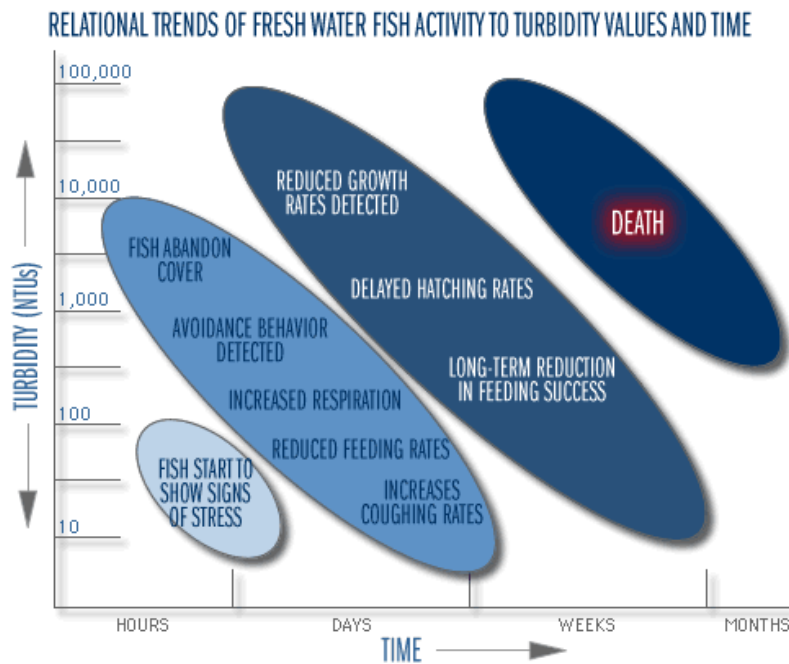 RELATIONAL TRENDS OF FRESH WATER FISH ACTIVITY TO TURBIDITY VALUES AND TIME
TURBIDITY (NTUs)
100,000
10,000
1,000
100
10
FISH START TO
SHOW SIGNS
OF STRESS
FISH ABANDON
COVER
AVOIDANCE BEHAVIOR
DETECTED
INCREASED RESPIRATION
REDUCED FEEDING RATES
INCREASES
COUGHING RATES
REDUCED GROWTH
RATES DETECTED
DELAYED HATCHING RATES
LONG-TERM REDUCTION
IN FEEDING SUCCESS
DEATH
HOURS
DAYS
WEEKS
MONTHS
TIME